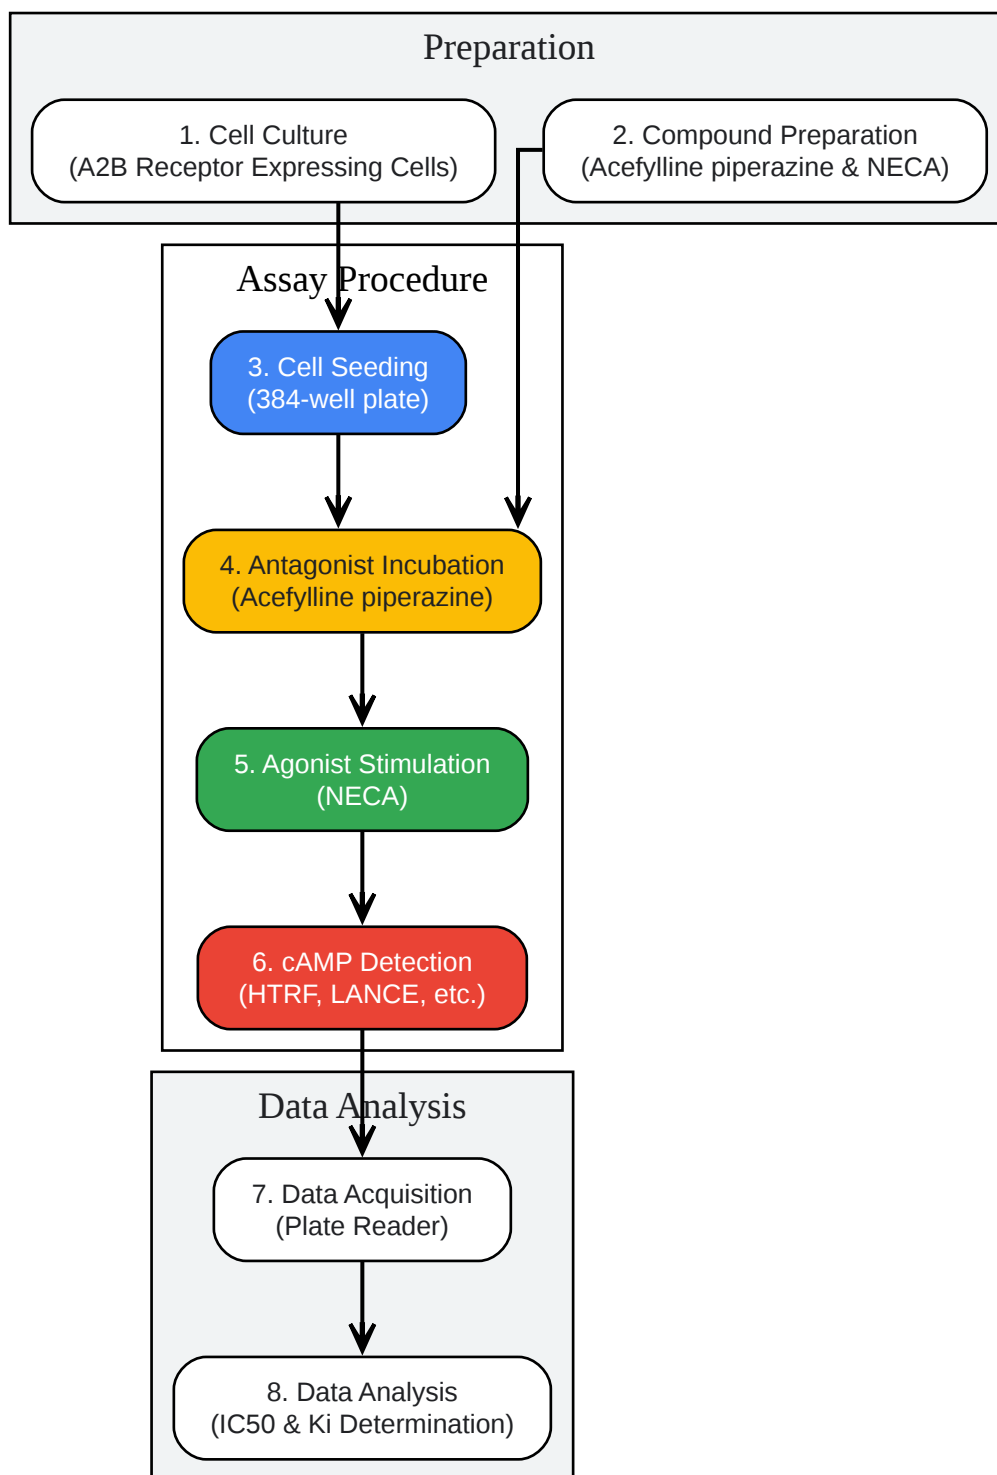 Preparation
1. Cell Culture
(A2B Receptor Expressing Cells)
2. Compound Preparation
(Acefylline piperazine & NECA)
Assay Procedure
3. Cell Seeding
(384-well plate)
4. Antagonist Incubation
(Acefylline piperazine)
5. Agonist Stimulation
(NECA)
6. cAMP Detection
(HTRF, LANCE, etc.)
Data Analysis
7. Data Acquisition
(Plate Reader)
8. Data Analysis
(IC50 & Ki Determination)